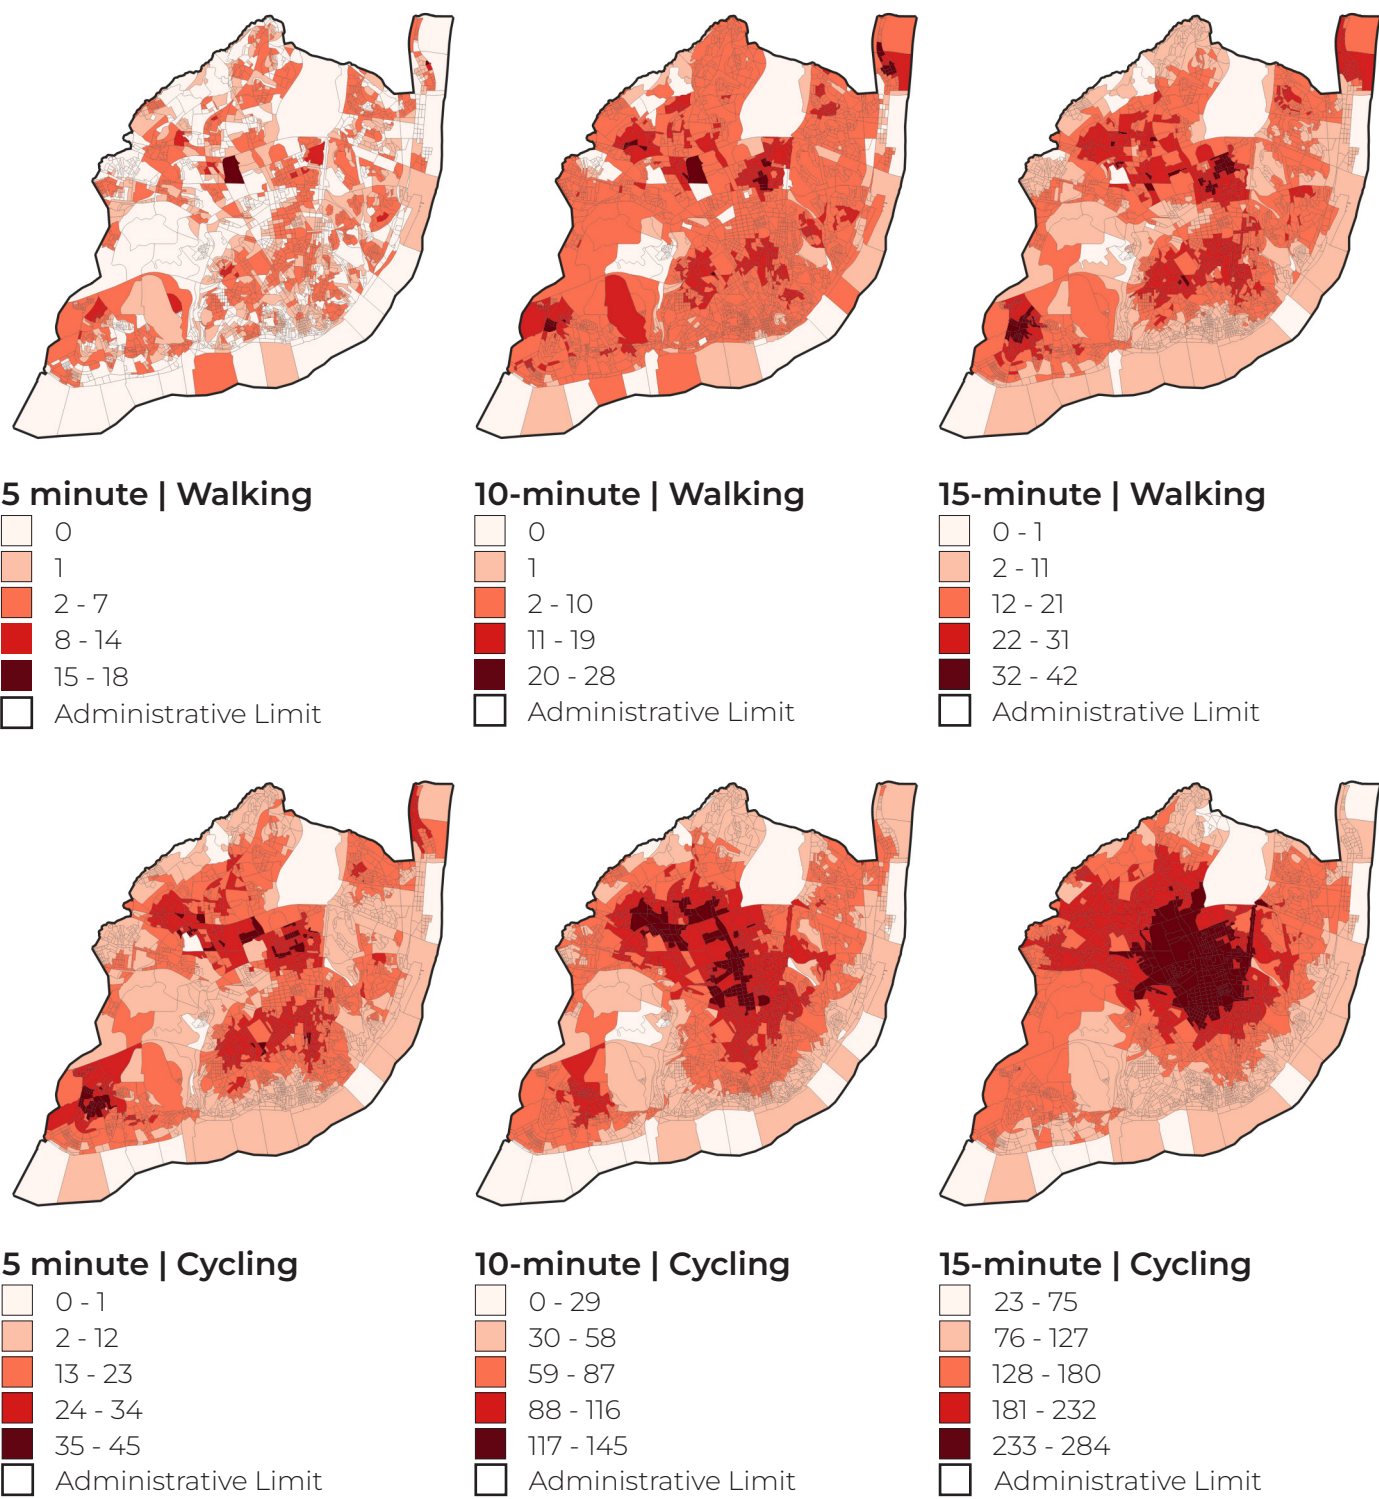 5 minute | Walking
0
1
2 - 7
8 - 14
15 - 18
Administrative Limit
10-minute | Walking
0
1
2 - 10
11 - 19
20 - 28
Administrative Limit
15-minute | Walking
0 - 1
2 - 11
12 - 21
22 - 31
32 - 42
Administrative Limit
5 minute | Cycling
0 - 1
2 - 12
13 - 23
24 - 34
35 - 45
Administrative Limit
10-minute | Cycling
0 - 29
30 - 58
59 - 87
88 - 116
117 - 145
Administrative Limit
15-minute | Cycling
23 - 75
76 - 127
128 - 180
181 - 232
233 - 284
Administrative Limit